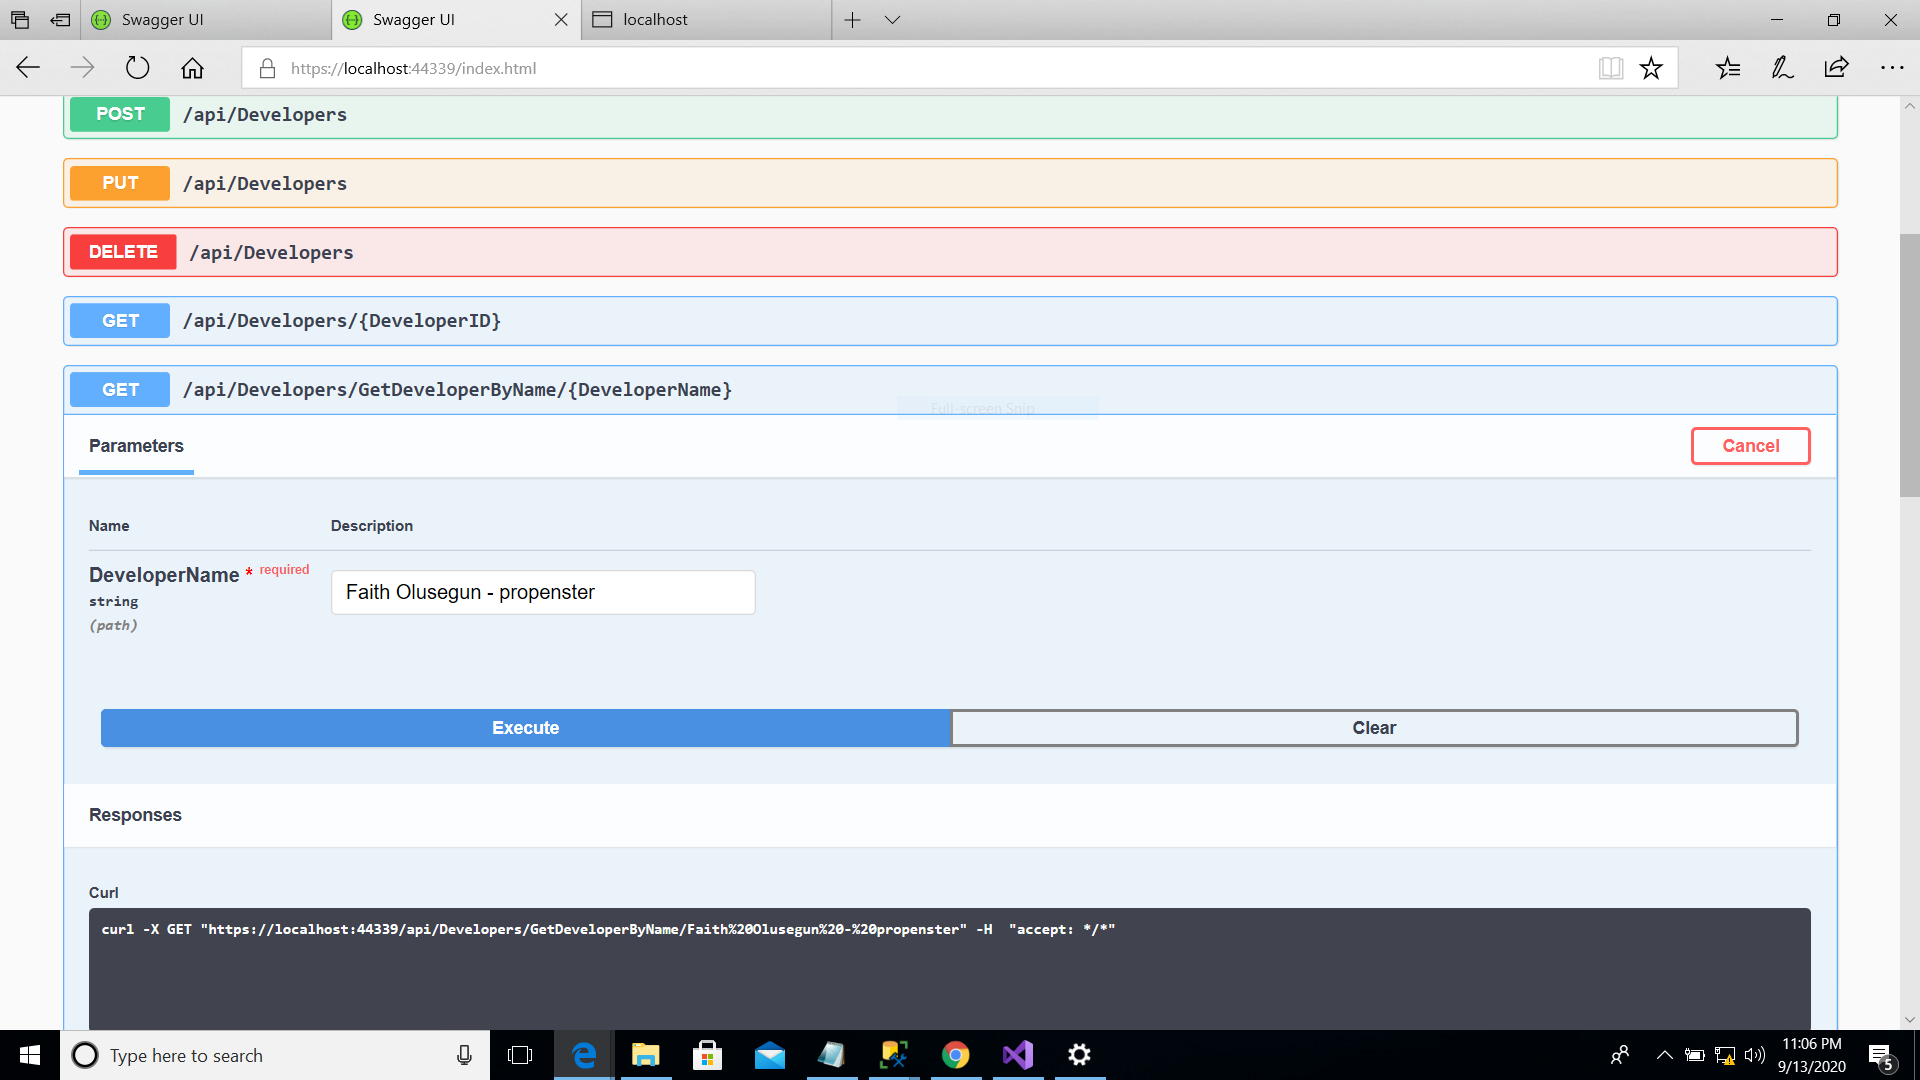 Swagger UI
Swagger UI
localhost
https://localhost:44339/index.html
POST /api/Developers
PUT /api/Developers
DELETE /api/Developers
GET /api/Developers/{DeveloperID}
GET /api/Developers/GetDeveloperByName/{DeveloperName}
Full-screen Snip
Parameters
Cancel
Name Description
DeveloperName * required
string
(path)
Faith Olusegun - propenster
Execute Clear
Responses
Curl
curl -X GET "https://localhost:44339/api/Developers/GetDeveloperByName/Faith%20Olusegun%20-%20propenster" -H  "accept: */*"
Type here to search
11:06 PM
9/13/2020
5